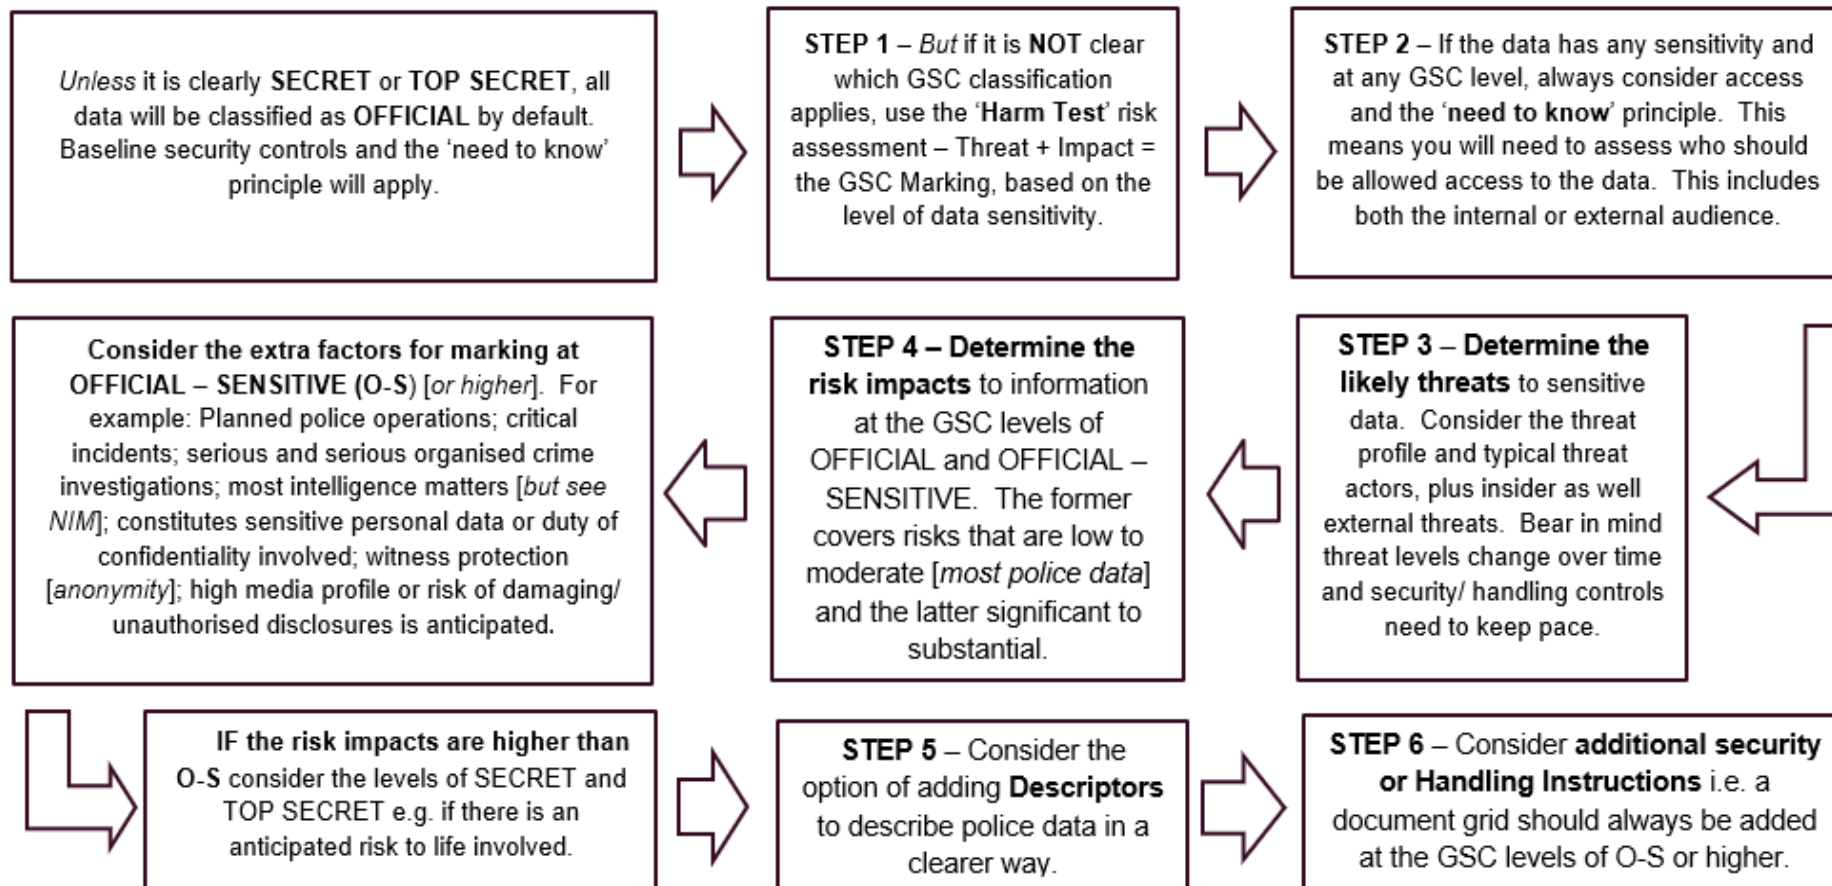 Unless it is clearly SECRET or TOP SECRET, all
data will be classified as OFFICIAL by default.
Baseline security controls and the ‘need to know’
principle will apply.
STEP 1 – But if it is NOT clear
which GSC classification
applies, use the ‘Harm Test’ risk
assessment – Threat + Impact =
the GSC Marking, based on the
level of data sensitivity.
STEP 2 – If the data has any sensitivity and
at any GSC level, always consider access
and the ‘need to know’ principle. This
means you will need to assess who should
be allowed access to the data. This includes
both the internal or external audience.
STEP 3 – Determine the
likely threats to sensitive
data. Consider the threat
profile and typical threat
actors, plus insider as well
external threats. Bear in mind
threat levels change over time
and security/ handling controls
need to keep pace.
STEP 4 – Determine the
risk impacts to information
at the GSC levels of
OFFICIAL and OFFICIAL –
SENSITIVE. The former
covers risks that are low to
moderate [most police data]
and the latter significant to
substantial.
Consider the extra factors for marking at
OFFICIAL – SENSITIVE (O-S) [or higher]. For
example: Planned police operations; critical
incidents; serious and serious organised crime
investigations; most intelligence matters [but see
NIM]; constitutes sensitive personal data or duty of
confidentiality involved; witness protection
[anonymity]; high media profile or risk of damaging/
unauthorised disclosures is anticipated.
IF the risk impacts are higher than
O-S consider the levels of SECRET and
TOP SECRET e.g. if there is an
anticipated risk to life involved.
STEP 5 – Consider the
option of adding Descriptors
to describe police data in a
clearer way.
STEP 6 – Consider additional security
or Handling Instructions i.e. a
document grid should always be added
at the GSC levels of O-S or higher.